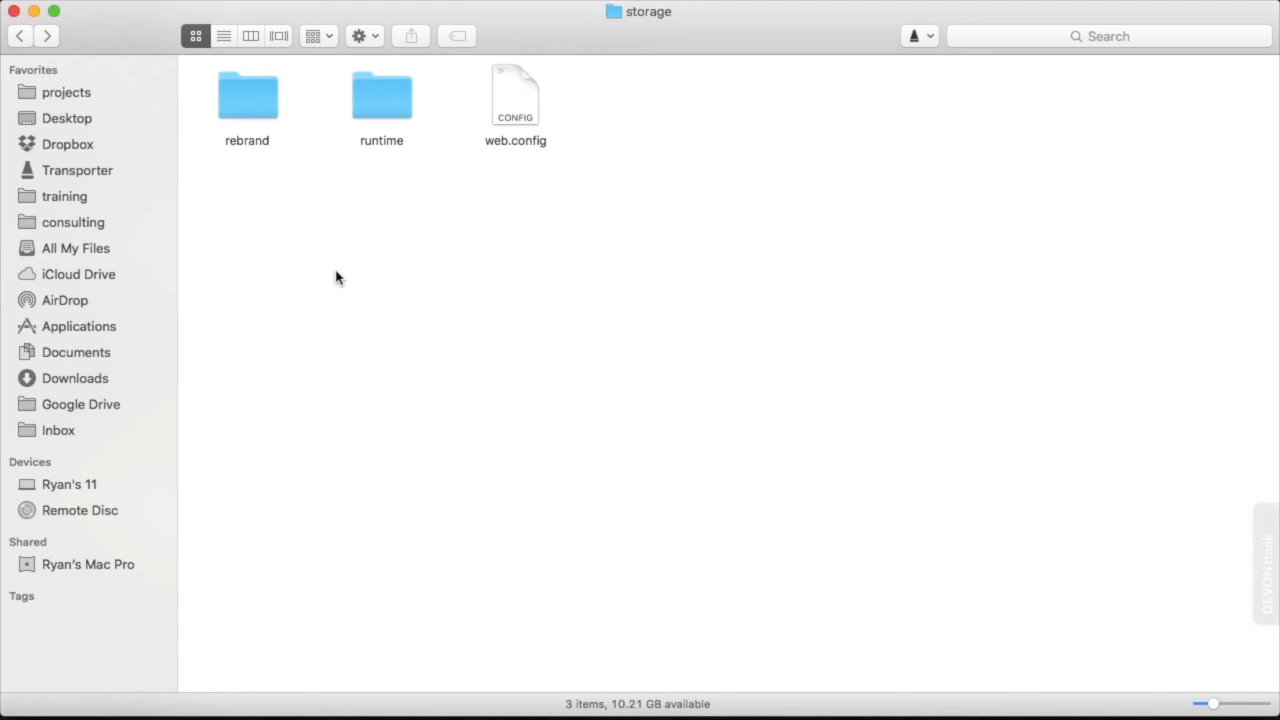 storage
Search
Favorites
projects
Desktop
Dropbox
Transporter
training
consulting
All My Files
iCloud Drive
AirDrop
Applications
Documents
Downloads
Google Drive
Inbox
Devices
Ryan's 11
Remote Disc
Shared
Ryan's Mac Pro
Tags
CONFIG
rebrand
runtime
web.config
DEVONthink
3 items, 10.21 GB available